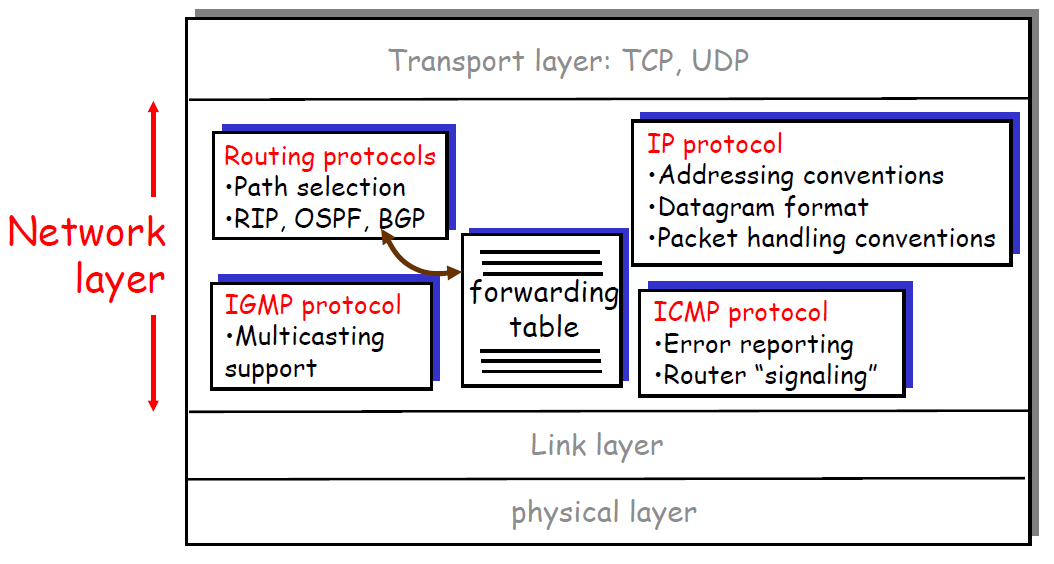 Transport layer: TCP, UDP
Network
layer
Routing protocols
•Path selection
•RIP, OSPF, BGP
IP protocol
•Addressing conventions
•Datagram format
•Packet handling conventions
forwarding
table
IGMP protocol
•Multicasting
support
ICMP protocol
•Error reporting
•Router “signaling”
Link layer
physical layer